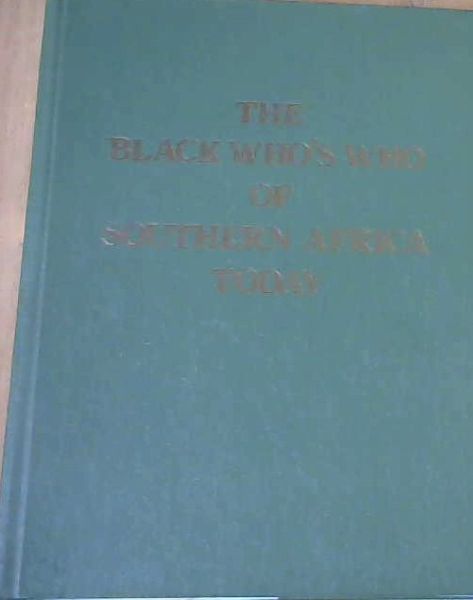 THE
BLACK WHO'S WHO
OF
SOUTHERN AFRICA
TODAY